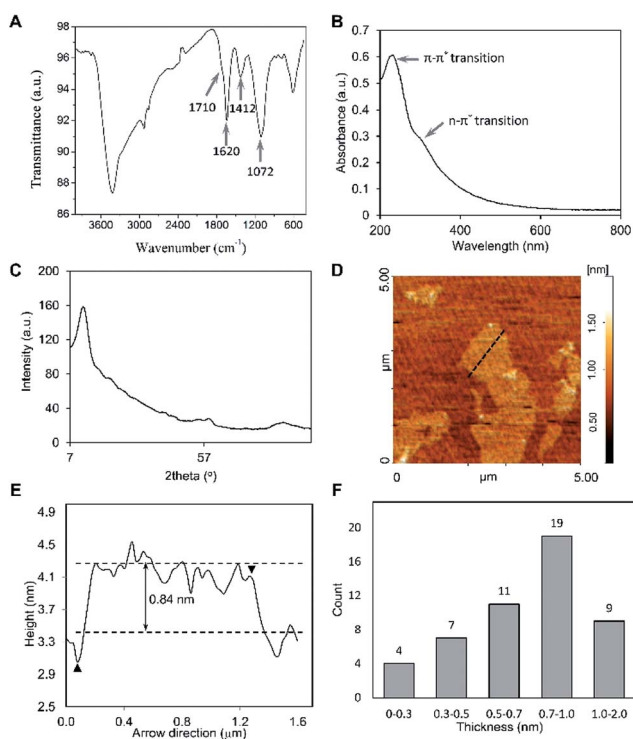 A
98
96
94
92
90
88
86
Transmittance (a.u.)
1710
1412
1620
1072
3600 3000 2400 1800 1200 600
Wavenumber (cm⁻¹)
B
0.7
0.6
0.5
0.4
0.3
0.2
0.1
0
Absorbance (a.u.)
π-π* transition
n-π* transition
200 400 600 800
Wavelength (nm)
C
200
160
120
80
40
0
Intensity (a.u.)
7 57
2theta (°)
D
5.00
μm
0
0 μm 5.00
[nm]
1.50
1.00
0.50
E
4.9
4.5
4.1
3.7
3.3
2.9
2.5
Height (nm)
0.84 nm
0.0 0.4 0.8 1.2 1.6
Arrow direction (μm)
F
20
16
12
8
4
0
Count
4
7
11
19
9
0-0.3 0.3-0.5 0.5-0.7 0.7-1.0 1.0-2.0
Thickness (nm)